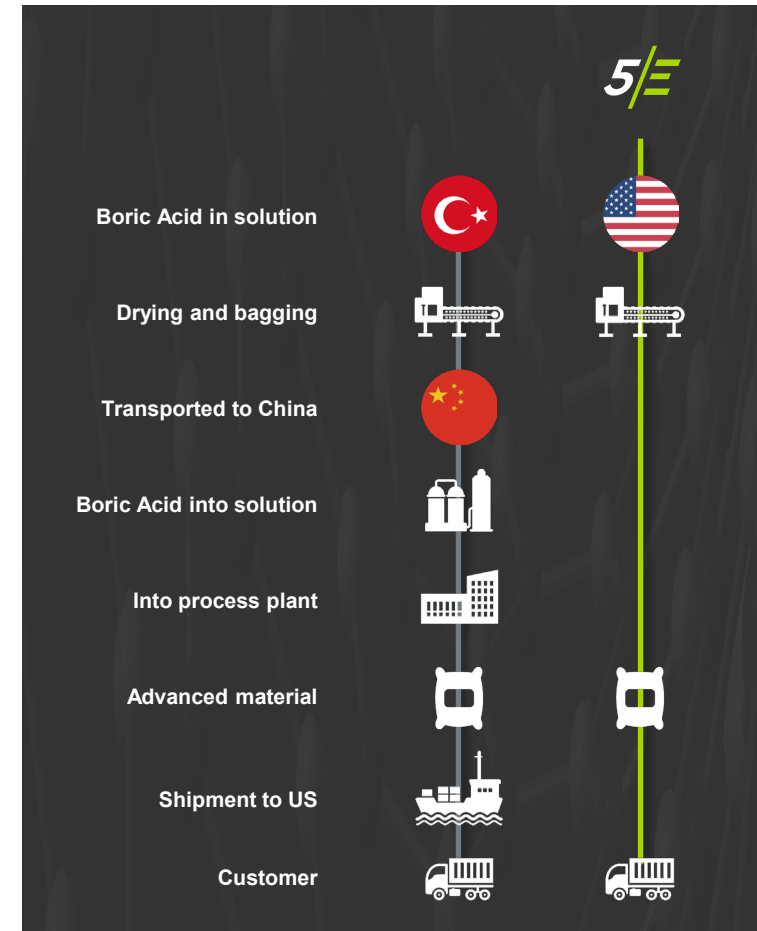 5E
Boric Acid in solution
Drying and bagging
Transported to China
Boric Acid into solution
Into process plant
Advanced material
Shipment to US
Customer